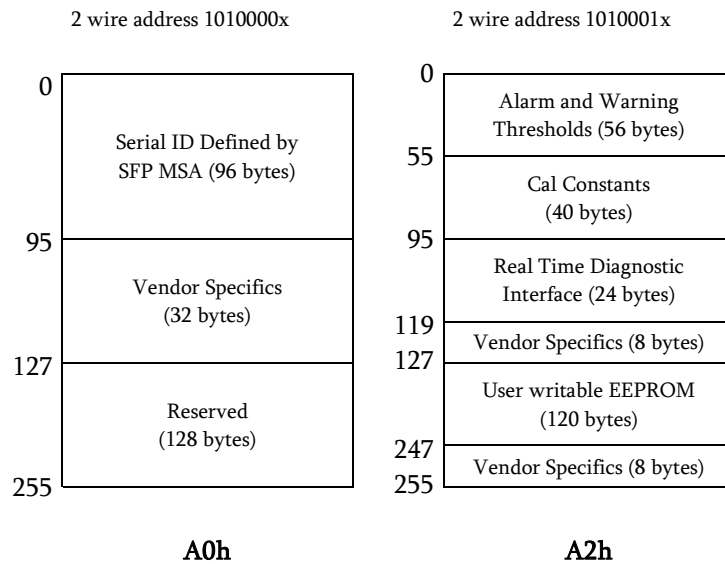 2 wire address 1010000x
0
Serial ID Defined by
SFP MSA (96 bytes)
95
Vendor Specifics
(32 bytes)
127
Reserved
(128 bytes)
255
A0h
2 wire address 1010001x
0
Alarm and Warning
Thresholds (56 bytes)
55
Cal Constants
(40 bytes)
95
Real Time Diagnostic
Interface (24 bytes)
119
Vendor Specifics (8 bytes)
127
User writable EEPROM
(120 bytes)
247
Vendor Specifics (8 bytes)
255
A2h